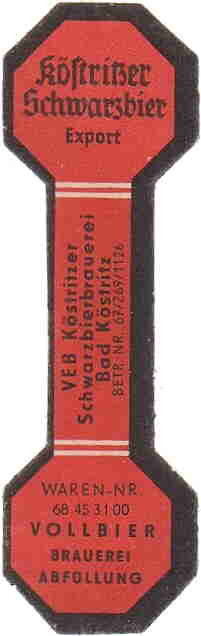 Köstritzer
Schwarzbier
Export
VEB Köstritzer
Schwarzbierbrauerei
Bad Köstritz
BETR. NR. 67/269/1126
WAREN-NR.
68 45 31 00
VOLLBIER
BRAUEREI
ABFÜLLUNG